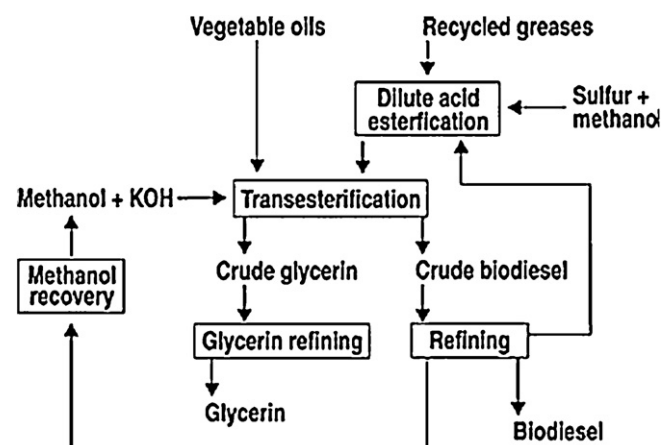 Vegetable oils
Recycled greases
Dilute acid
esterfication
Sulfur +
methanol
Methanol + KOH
Transesterification
Methanol
recovery
Crude glycerin
Crude biodiesel
Glycerin refining
Refining
Glycerin
Biodiesel